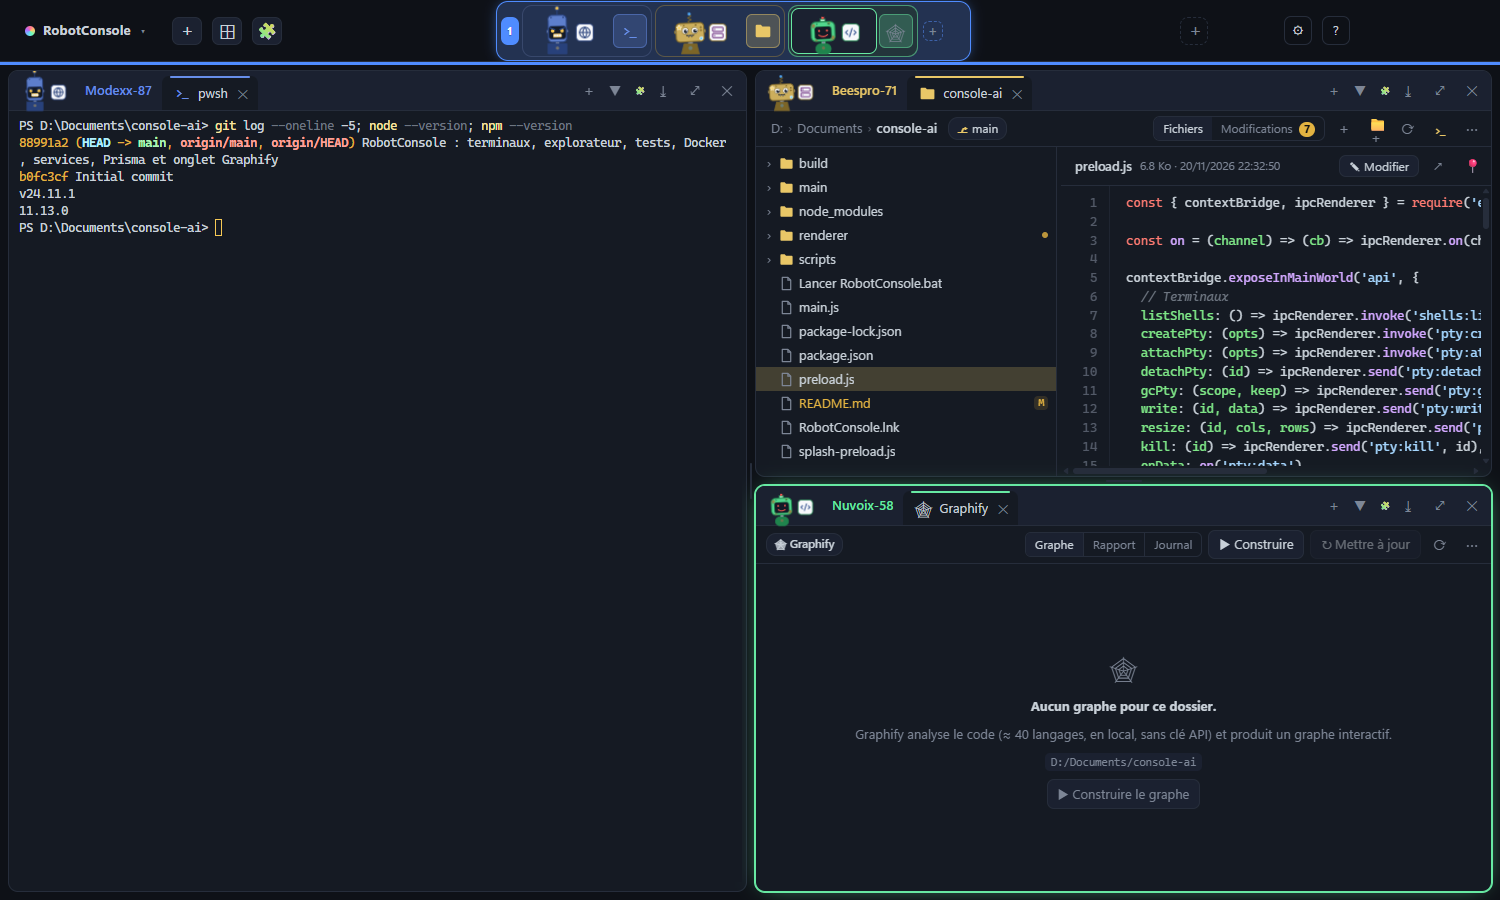 RobotConsole
1
Modexx-87
pwsh
PS D:\Documents\console-ai> git log --oneline -5; node --version; npm --version
88991a2 (HEAD -> main, origin/main, origin/HEAD) RobotConsole : terminaux, explorateur, tests, Docker
, services, Prisma et onglet Graphify
b0fc3cf Initial commit
v24.11.1
11.13.0
PS D:\Documents\console-ai>
Beespro-71
console-ai
D: › Documents › console-ai
main
Fichiers
Modifications 7
build
main
node_modules
renderer
scripts
Lancer RobotConsole.bat
main.js
package-lock.json
package.json
preload.js
README.md M
RobotConsole.lnk
splash-preload.js
preload.js 6.8 Ko · 20/11/2026 22:32:50
Modifier
1 const { contextBridge, ipcRenderer } = require('e
2
3 const on = (channel) => (cb) => ipcRenderer.on(ch
4
5 contextBridge.exposeInMainWorld('api', {
6 // Terminaux
7 listShells: () => ipcRenderer.invoke('shells:li
8 createPty: (opts) => ipcRenderer.invoke('pty:cr
9 attachPty: (opts) => ipcRenderer.invoke('pty:at
10 detachPty: (id) => ipcRenderer.send('pty:detach
11 gcPty: (scope, keep) => ipcRenderer.send('pty:g
12 write: (id, data) => ipcRenderer.send('pty:writ
13 resize: (id, cols, rows) => ipcRenderer.send('p
14 kill: (id) => ipcRenderer.send('pty:kill', id),
15 onData: on('pty:data')
Nuvoix-58
Graphify
Graphify
Graphe
Rapport
Journal
▶ Construire
↻ Mettre à jour
Aucun graphe pour ce dossier.
Graphify analyse le code (≈ 40 langages, en local, sans clé API) et produit un graphe interactif.
D:/Documents/console-ai
▶ Construire le graphe